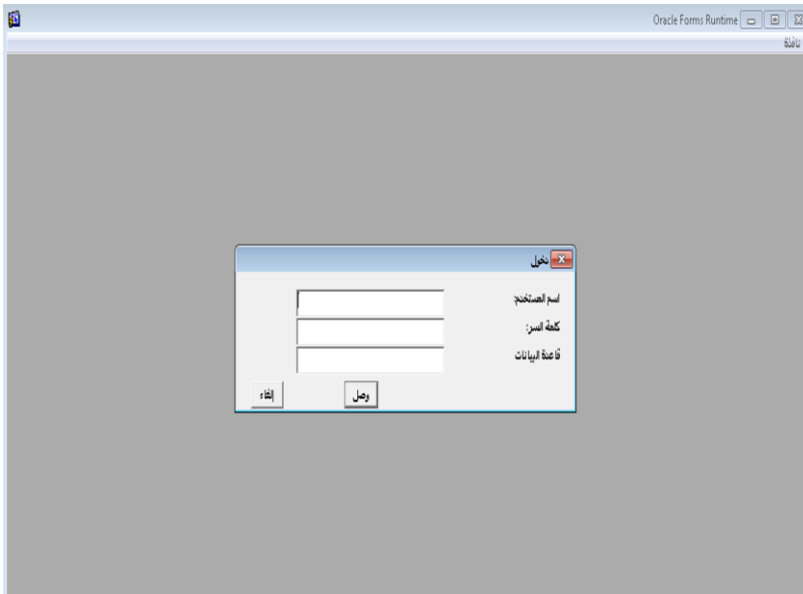 Oracle Forms Runtime
نافذة
دخول
اسم المستخدم:
كلمة السر:
قاعدة البيانات
وصل
إلغاء